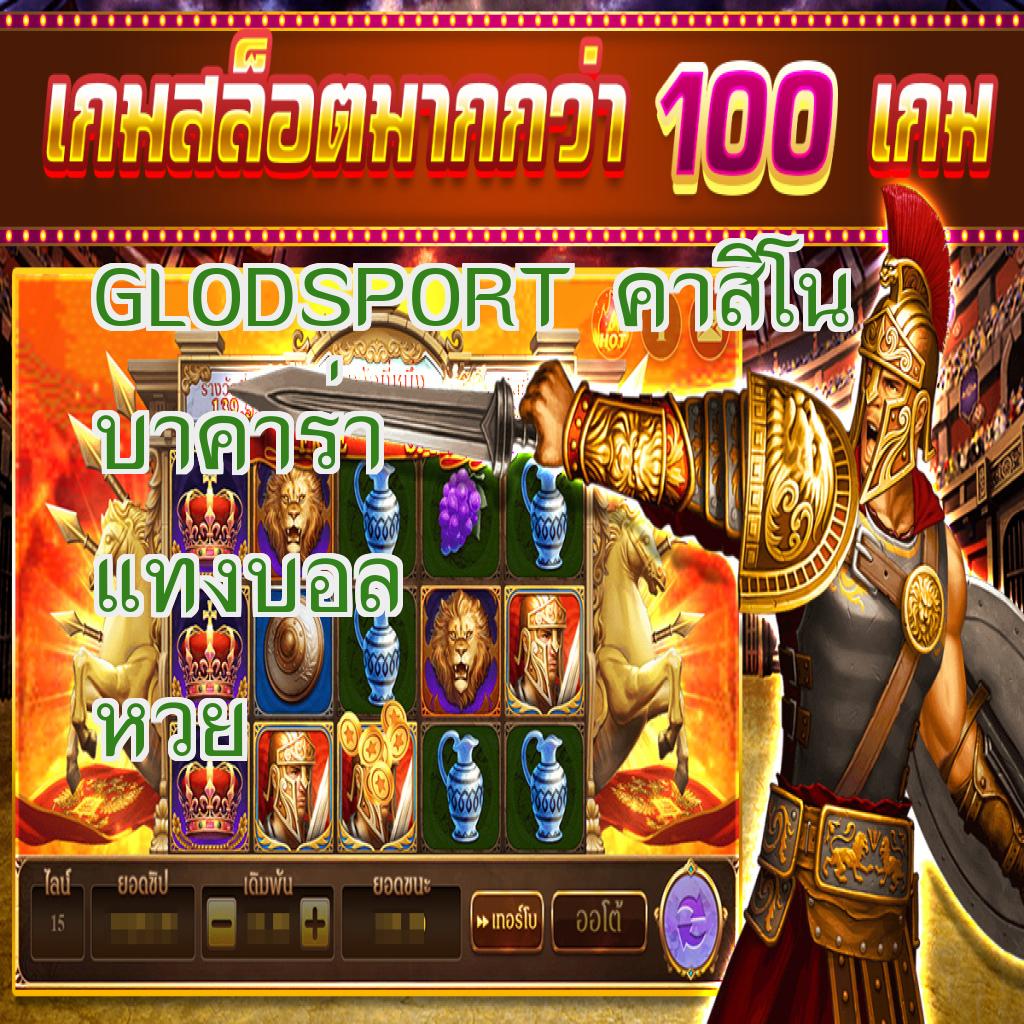 เกมสล็อตมากกว่า 100 เกม
GLODSPORT คาสิโน
HOT
บาคาร่า
แทงบอล
หวย
ไลน์ ยอดชิป เดิมพัน ยอดชนะ
15 - + เทอร์โบ ออโต้